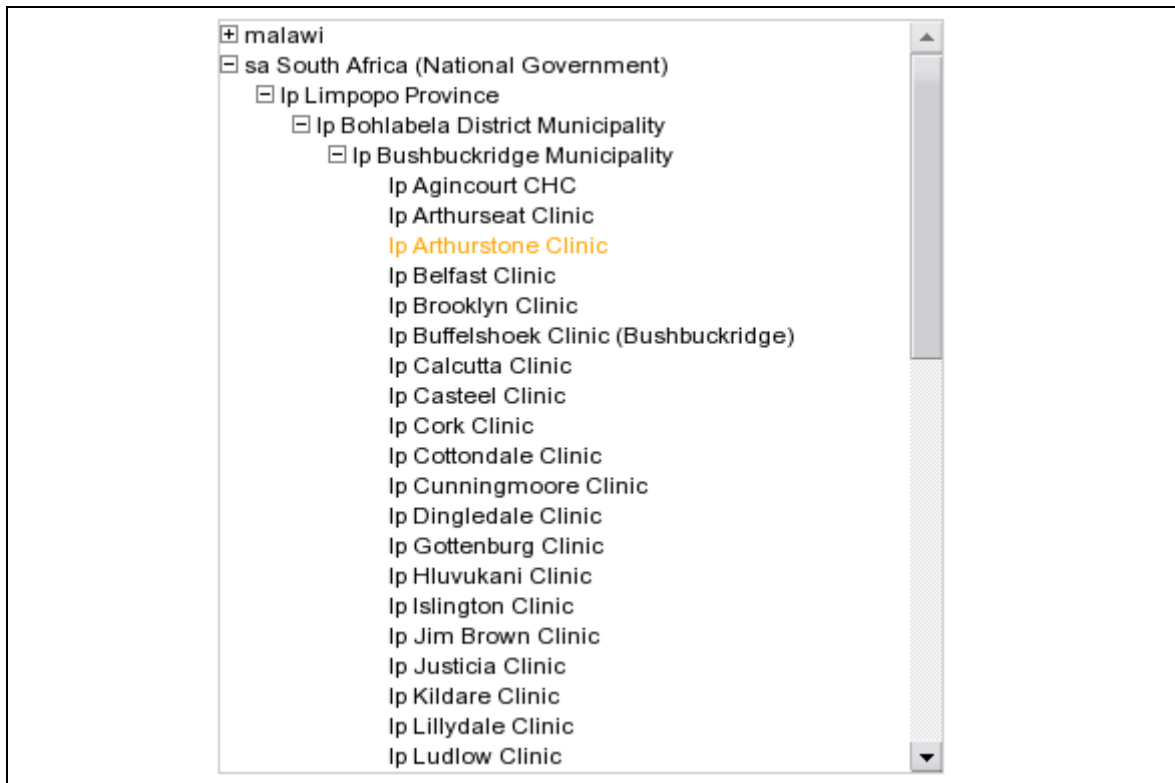 malawi
sa South Africa (National Government)
lp Limpopo Province
lp Bohlabela District Municipality
lp Bushbuckridge Municipality
lp Agincourt CHC
lp Arthurseat Clinic
lp Arthurstone Clinic
lp Belfast Clinic
lp Brooklyn Clinic
lp Buffelshoek Clinic (Bushbuckridge)
lp Calcutta Clinic
lp Casteel Clinic
lp Cork Clinic
lp Cottondale Clinic
lp Cunningmoore Clinic
lp Dingledale Clinic
lp Gottenburg Clinic
lp Hluvukani Clinic
lp Islington Clinic
lp Jim Brown Clinic
lp Justicia Clinic
lp Kildare Clinic
lp Lillydale Clinic
lp Ludlow Clinic